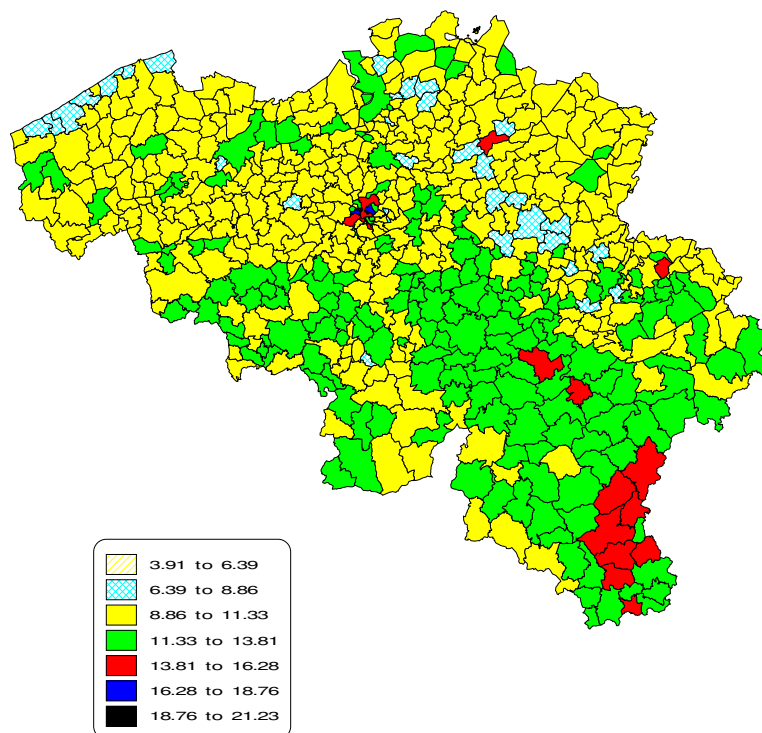 3.91 to 6.39
6.39 to 8.86
8.86 to 11.33
11.33 to 13.81
13.81 to 16.28
16.28 to 18.76
18.76 to 21.23